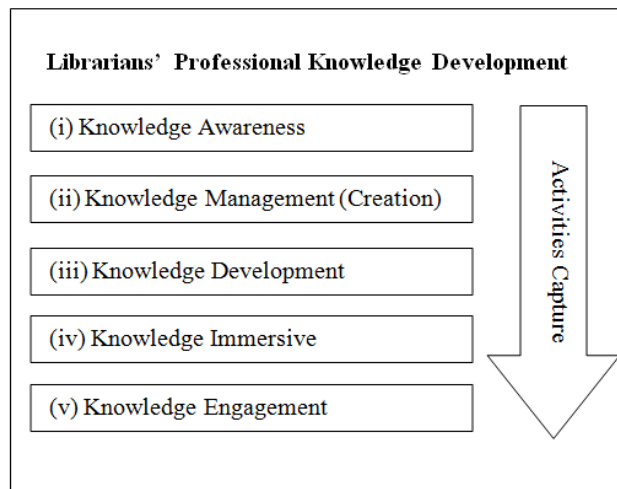 Librarians’ Professional Knowledge Development
(i) Knowledge Awareness
(ii) Knowledge Management (Creation)
(iii) Knowledge Development
(iv) Knowledge Immersive
(v) Knowledge Engagement
Activities Capture